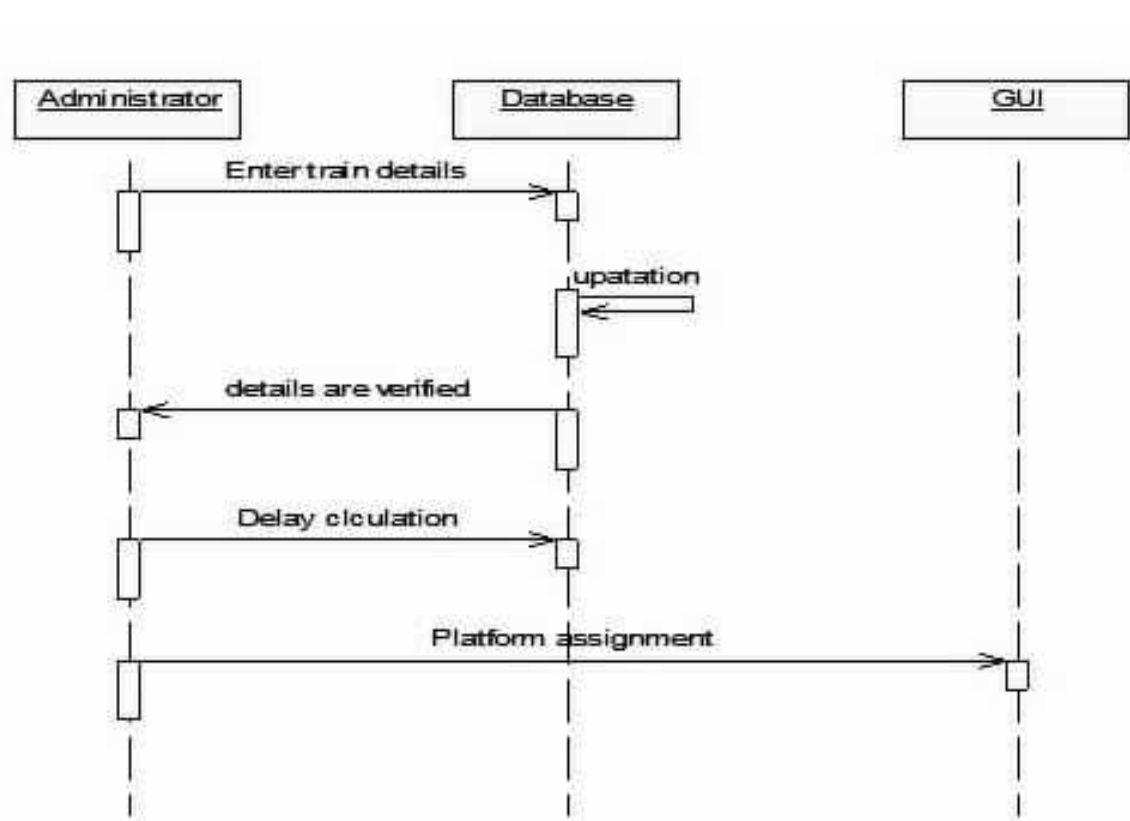 Administrator
Database
GUI
Enter train details
upatation
details are verified
Delay clculation
Platform assignment